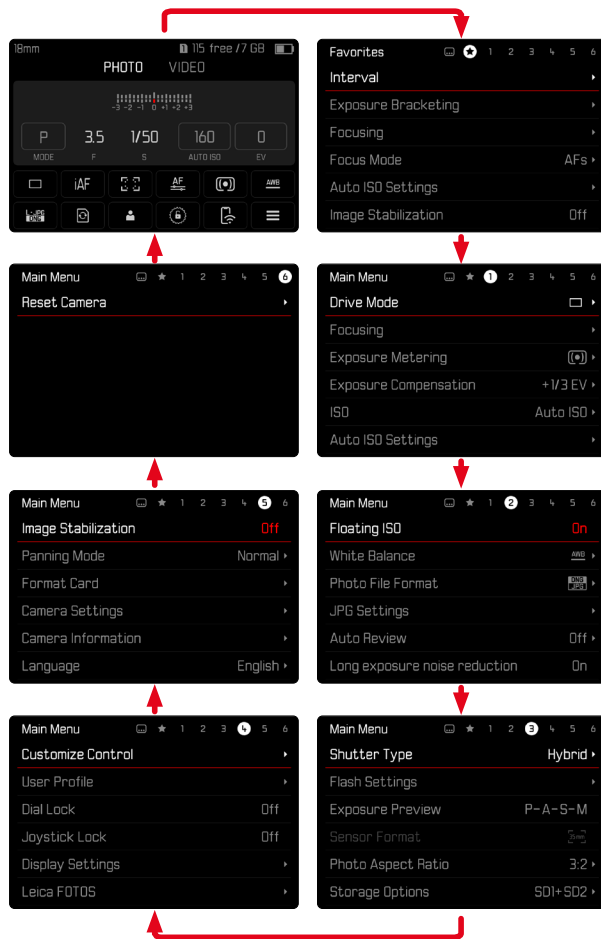 18mm 1 115 free /7 GB
PHOTO VIDEO
-3 -2 -1 0 +1 +2 +3
P 3.5 1/50 160 0
MODE F S AUTO ISO EV
iAF AF AWB
L-JPG DNG
Favorites 1 2 3 4 5 6
Interval
Exposure Bracketing
Focusing
Focus Mode AFs
Auto ISO Settings
Image Stabilization Off
Main Menu 1 2 3 4 5 6
Drive Mode
Focusing
Exposure Metering
Exposure Compensation +1/3 EV
ISO Auto ISO
Auto ISO Settings
Main Menu 1 2 3 4 5 6
Floating ISO On
White Balance AWB
Photo File Format DNG JPG
JPG Settings
Auto Review Off
Long exposure noise reduction On
Main Menu 1 2 3 4 5 6
Shutter Type Hybrid
Flash Settings
Exposure Preview P-A-S-M
Sensor Format 35mm
Photo Aspect Ratio 3:2
Storage Options SD1+SD2
Main Menu 1 2 3 4 5 6
Customize Control
User Profile
Dial Lock Off
Joystick Lock Off
Display Settings
Leica FOTOS
Main Menu 1 2 3 4 5 6
Image Stabilization Off
Panning Mode Normal
Format Card
Camera Settings
Camera Information
Language English
Main Menu 1 2 3 4 5 6
Reset Camera